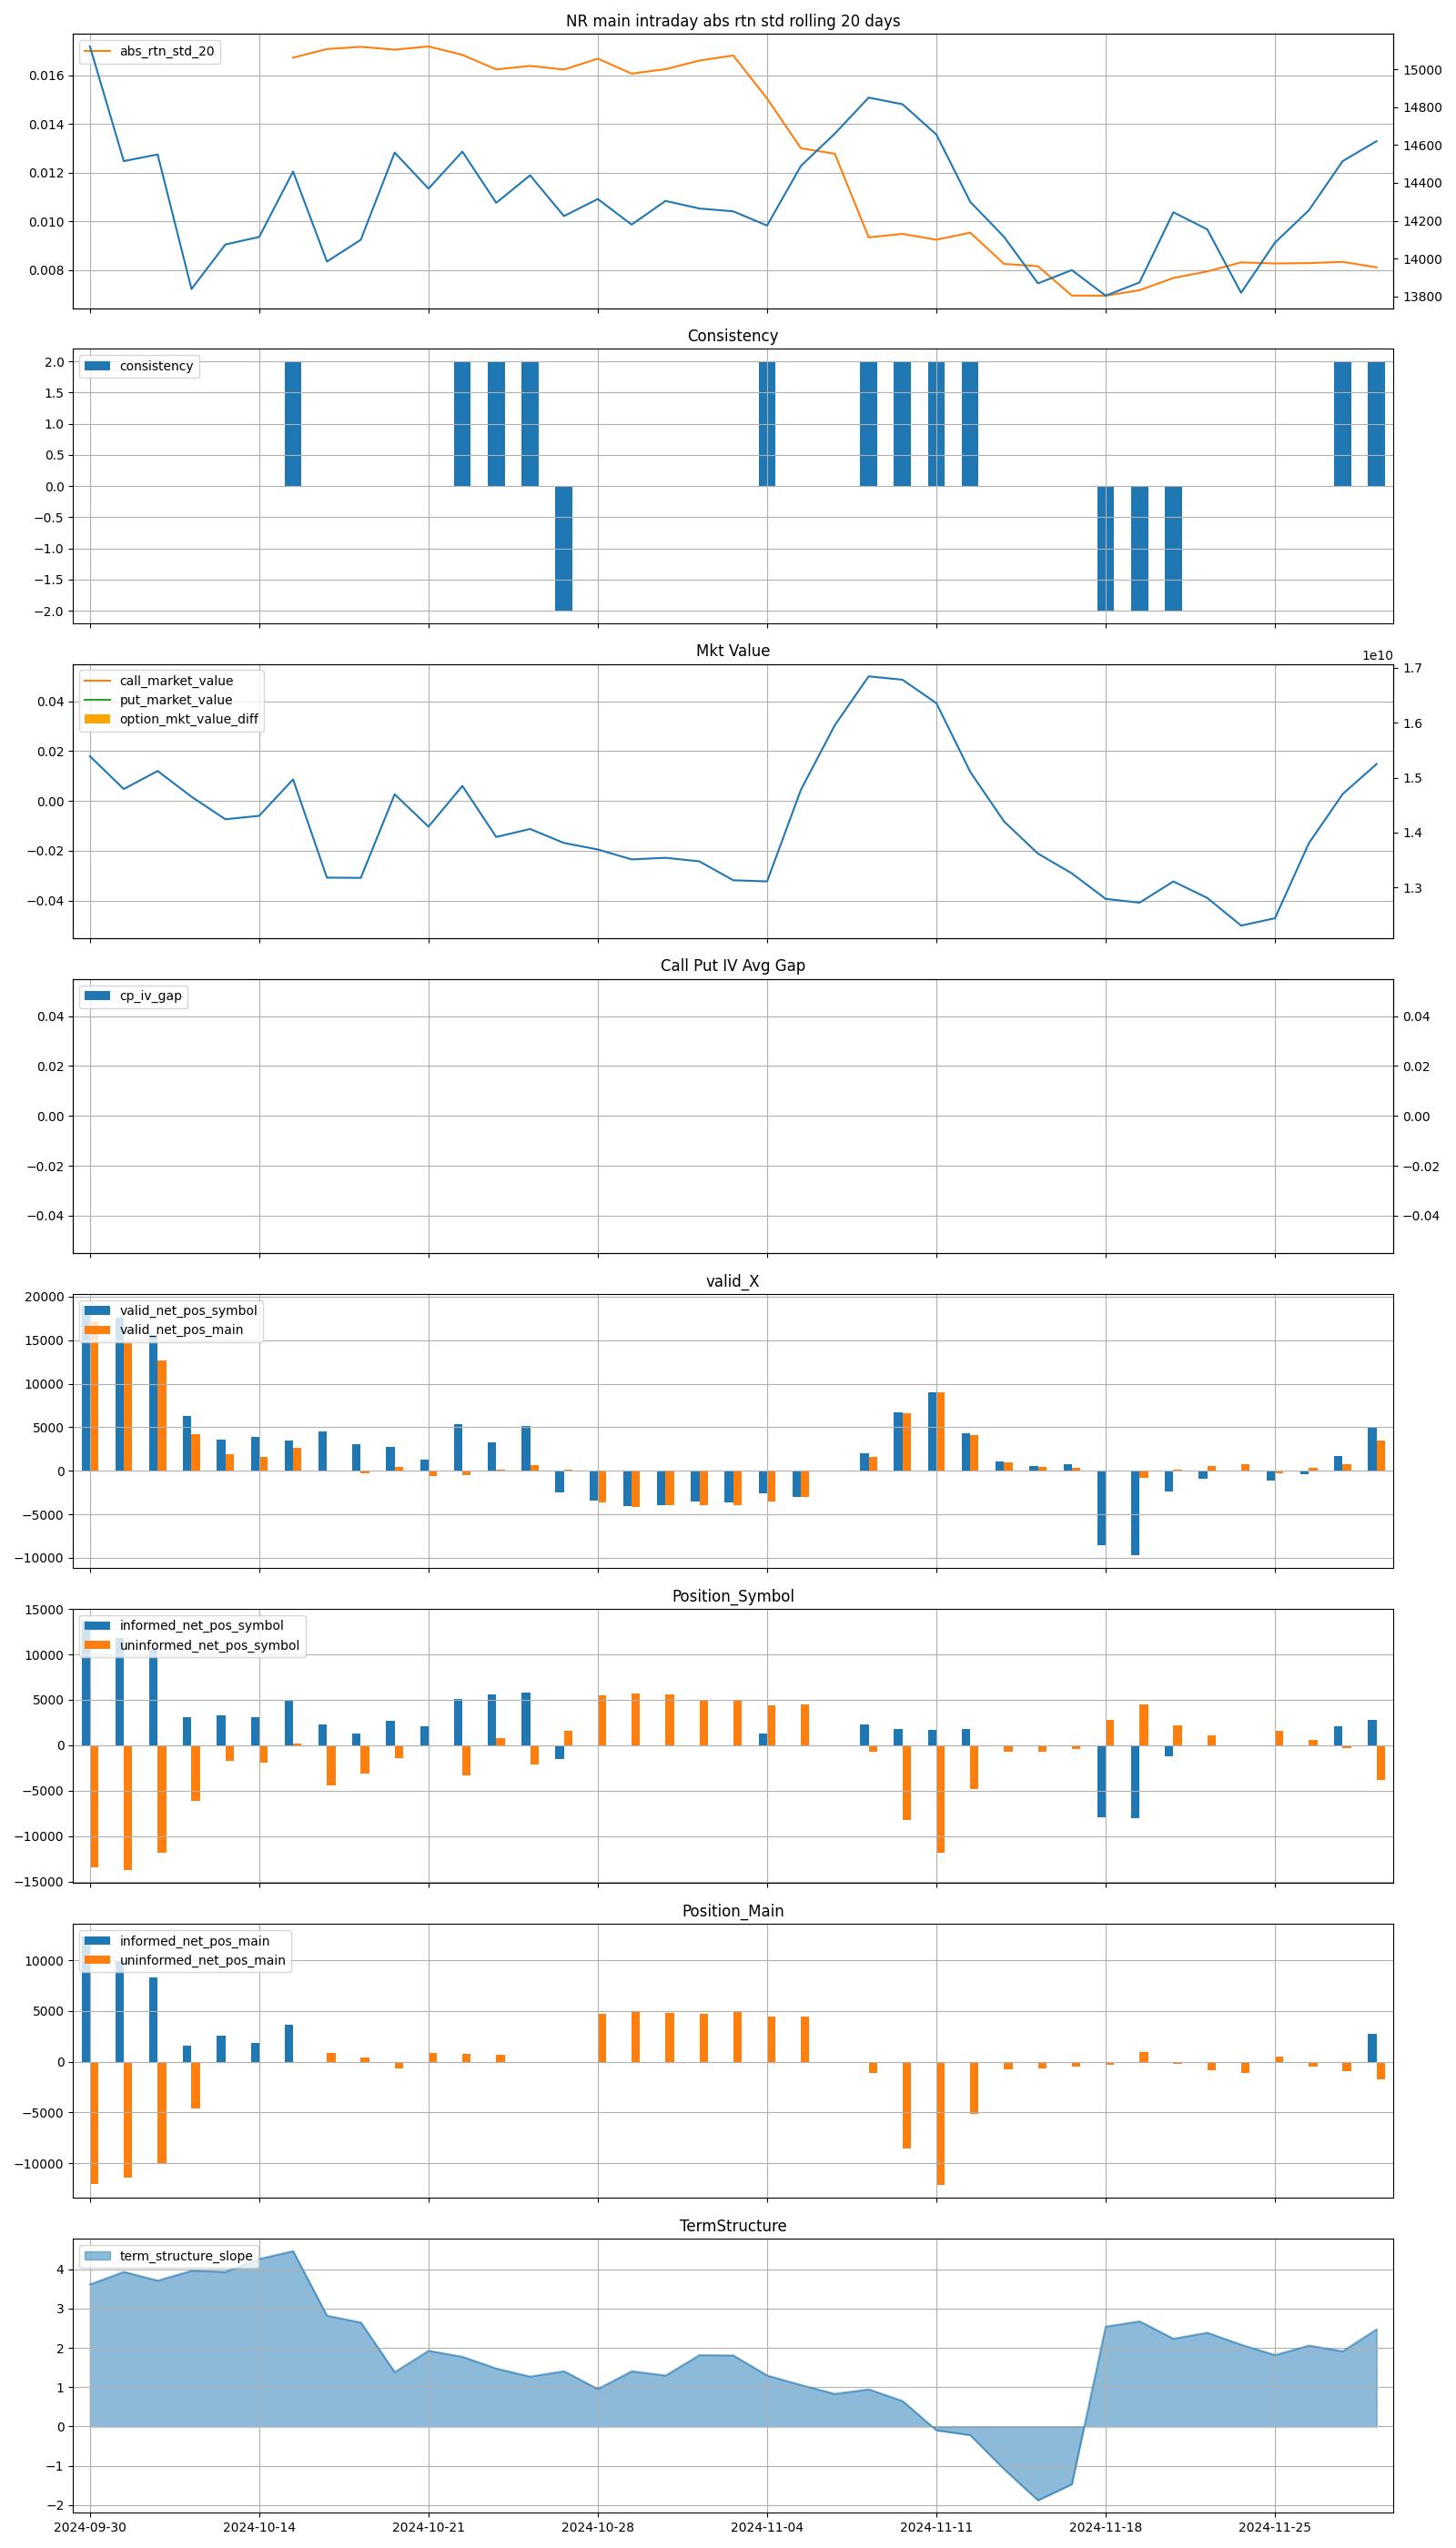 NR main intraday abs rtn std rolling 20 days
abs_rtn_std_20
0.016
0.014
0.012
0.010
0.008
15000
14800
14600
14400
14200
14000
13800
Consistency
consistency
2.0
1.5
1.0
0.5
0.0
−0.5
−1.0
−1.5
−2.0
Mkt Value
1e10
call_market_value
put_market_value
option_mkt_value_diff
0.04
0.02
0.00
−0.02
−0.04
1.7
1.6
1.5
1.4
1.3
Call Put IV Avg Gap
cp_iv_gap
0.04
0.02
0.00
−0.02
−0.04
0.04
0.02
0.00
−0.02
−0.04
valid_X
valid_net_pos_symbol
valid_net_pos_main
20000
15000
10000
5000
0
−5000
−10000
Position_Symbol
informed_net_pos_symbol
uninformed_net_pos_symbol
15000
10000
5000
0
−5000
−10000
−15000
Position_Main
informed_net_pos_main
uninformed_net_pos_main
10000
5000
0
−5000
−10000
TermStructure
term_structure_slope
4
3
2
1
0
−1
−2
2024-09-30 2024-10-14 2024-10-21 2024-10-28 2024-11-04 2024-11-11 2024-11-18 2024-11-25